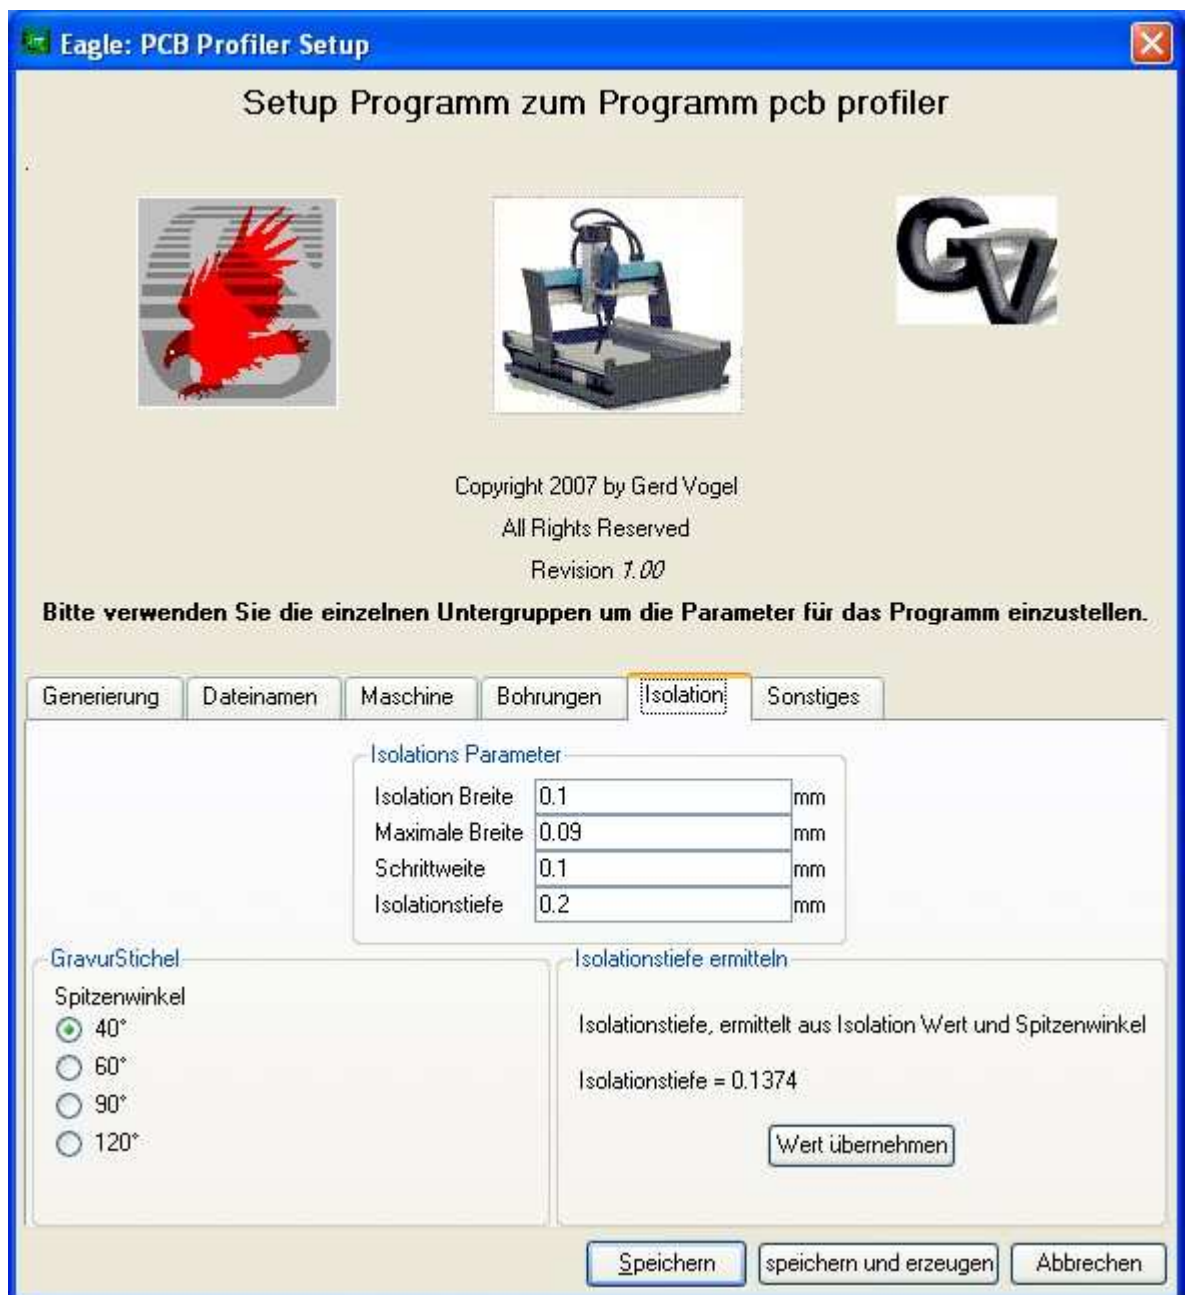 Eagle: PCB Profiler Setup
Setup Programm zum Programm pcb profiler
.
GV
Copyright 2007 by Gerd Vogel
All Rights Reserved
Revision 1.00
Bitte verwenden Sie die einzelnen Untergruppen um die Parameter für das Programm einzustellen.
Generierung Dateinamen Maschine Bohrungen Isolation Sonstiges
Isolations Parameter
Isolation Breite 0.1 mm
Maximale Breite 0.09 mm
Schrittweite 0.1 mm
Isolationstiefe 0.2 mm
GravurStichel
Spitzenwinkel
40°
60°
90°
120°
Isolationstiefe ermitteln
Isolationstiefe, ermittelt aus Isolation Wert und Spitzenwinkel
Isolationstiefe = 0.1374
Wert übernehmen
Speichern speichern und erzeugen Abbrechen